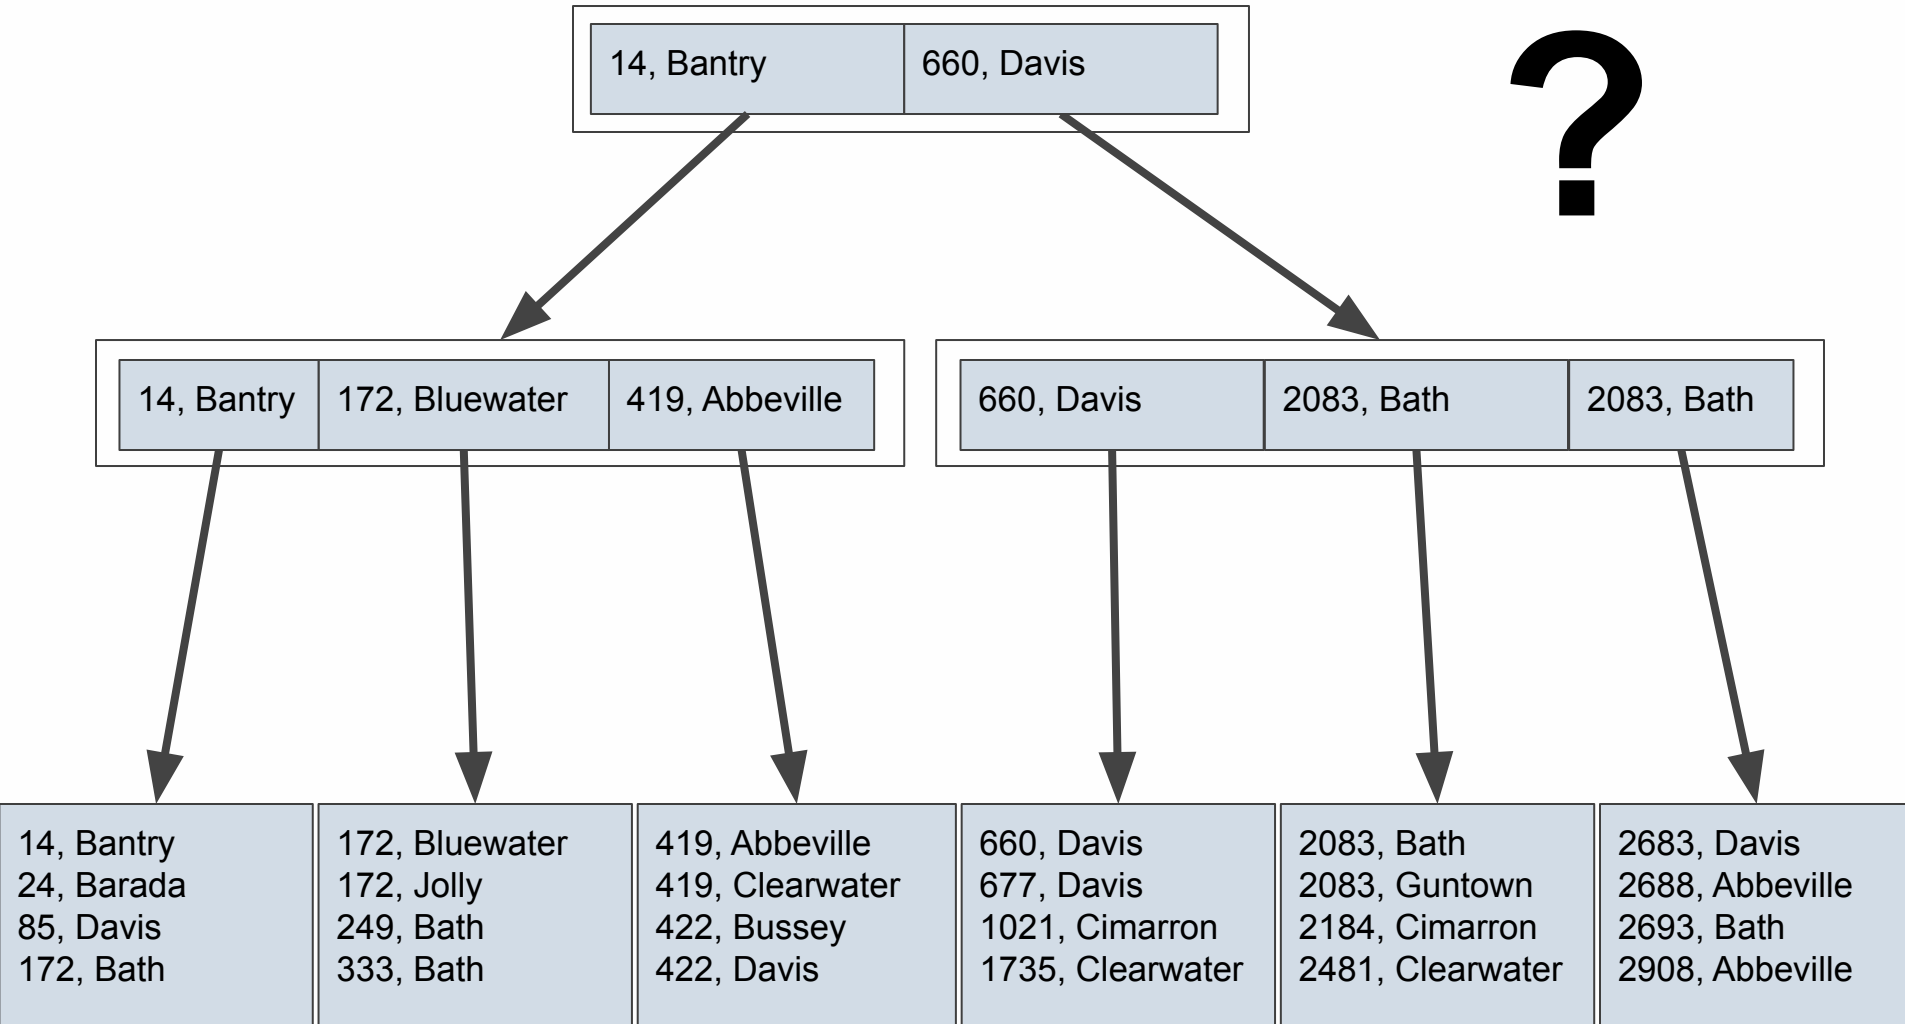 14, Bantry 660, Davis
?
14, Bantry 172, Bluewater 419, Abbeville 660, Davis 2083, Bath 2083, Bath
14, Bantry
24, Barada
85, Davis
172, Bath
172, Bluewater
172, Jolly
249, Bath
333, Bath
419, Abbeville
419, Clearwater
422, Bussey
422, Davis
660, Davis
677, Davis
1021, Cimarron
1735, Clearwater
2083, Bath
2083, Guntown
2184, Cimarron
2481, Clearwater
2683, Davis
2688, Abbeville
2693, Bath
2908, Abbeville